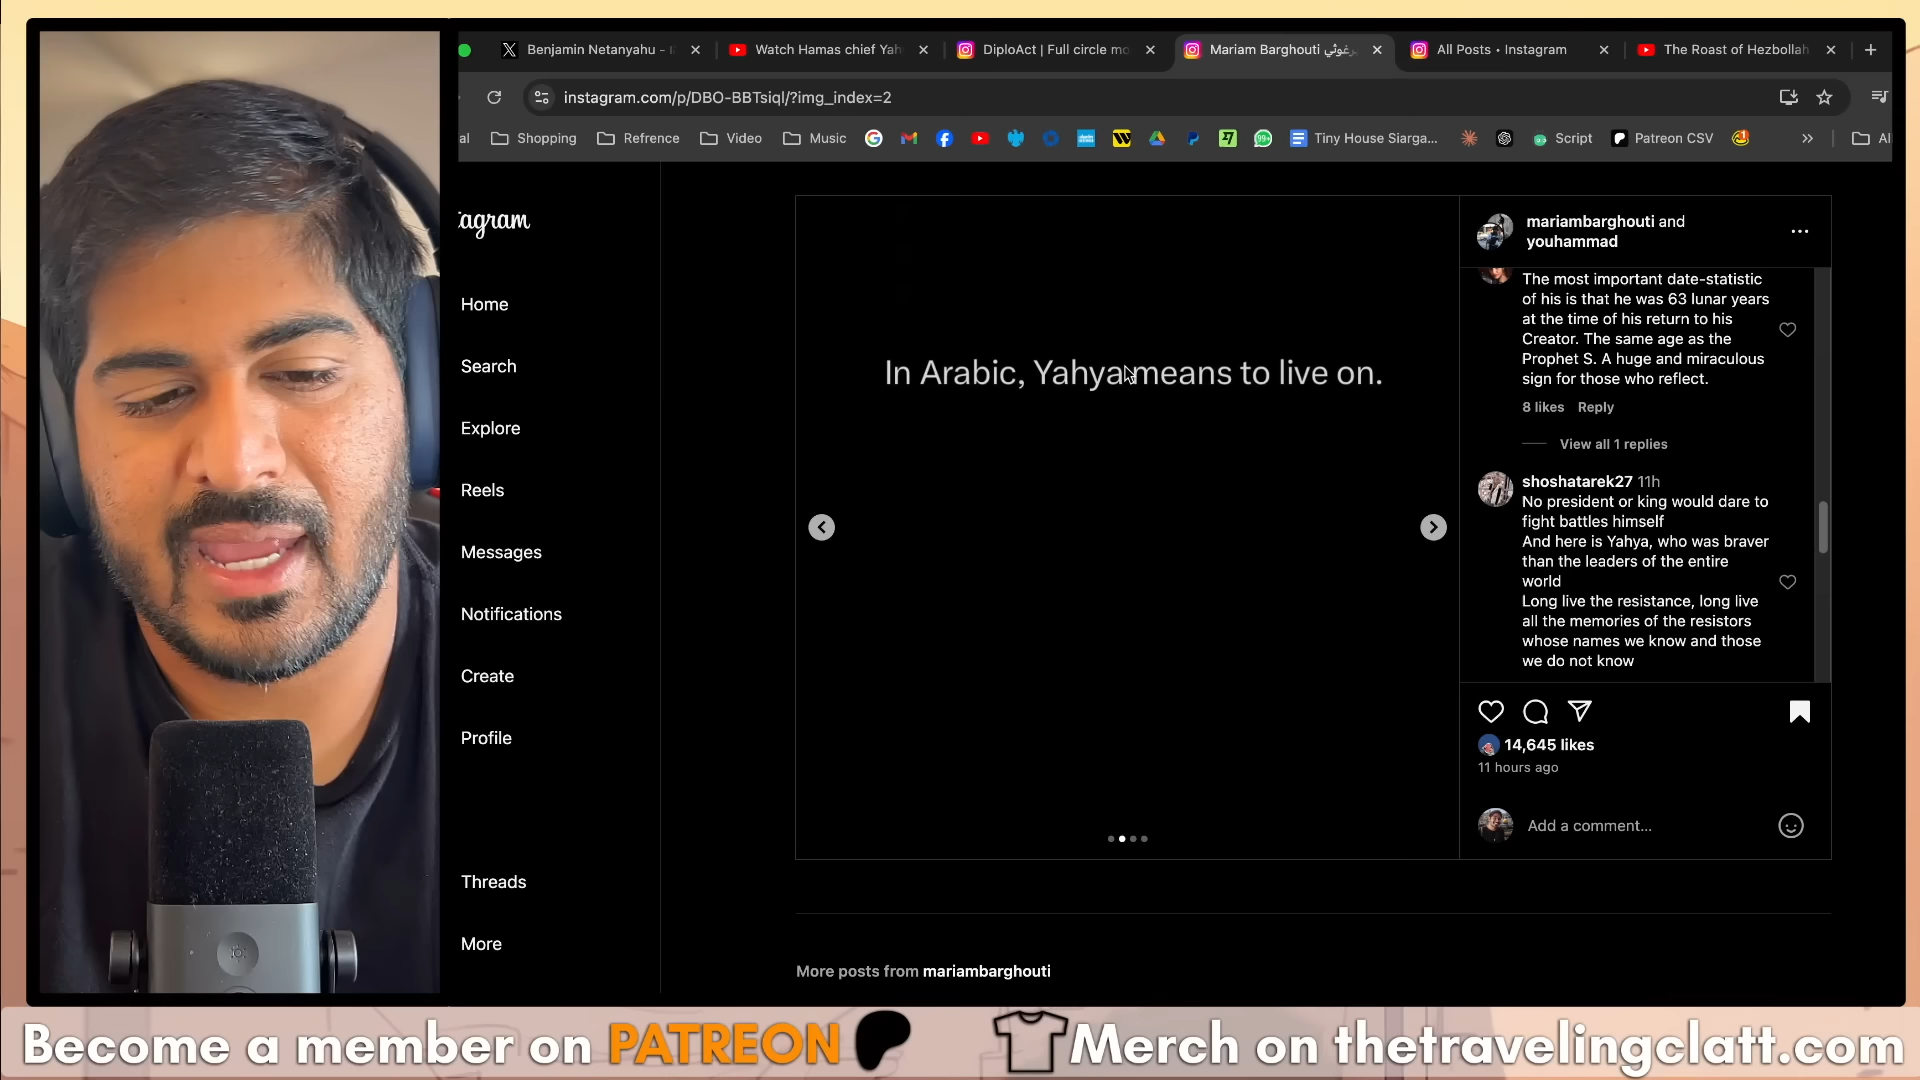 Benjamin Netanyahu -
Watch Hamas chief Yah
DiploAct | Full circle mo
Mariam Barghouti
All Posts • Instagram
The Roast of Hezbollah
instagram.com/p/DBO-BBTsiql/?img_index=2
al
Shopping
Refrence
Video
Music
Tiny House Siarga...
Script
Patreon CSV
Al
tagram
Home
Search
Explore
Reels
Messages
Notifications
Create
Profile
Threads
More
In Arabic, Yahya means to live on.
mariambarghouti and
youhammad
The most important date-statistic
of his is that he was 63 lunar years
at the time of his return to his
Creator. The same age as the
Prophet S. A huge and miraculous
sign for those who reflect.
8 likes Reply
View all 1 replies
shoshatarek27 11h
No president or king would dare to
fight battles himself
And here is Yahya, who was braver
than the leaders of the entire
world
Long live the resistance, long live
all the memories of the resistors
whose names we know and those
we do not know
14,645 likes
11 hours ago
Add a comment...
More posts from mariambarghouti
Become a member on PATREON
Merch on thetravelingclatt.com